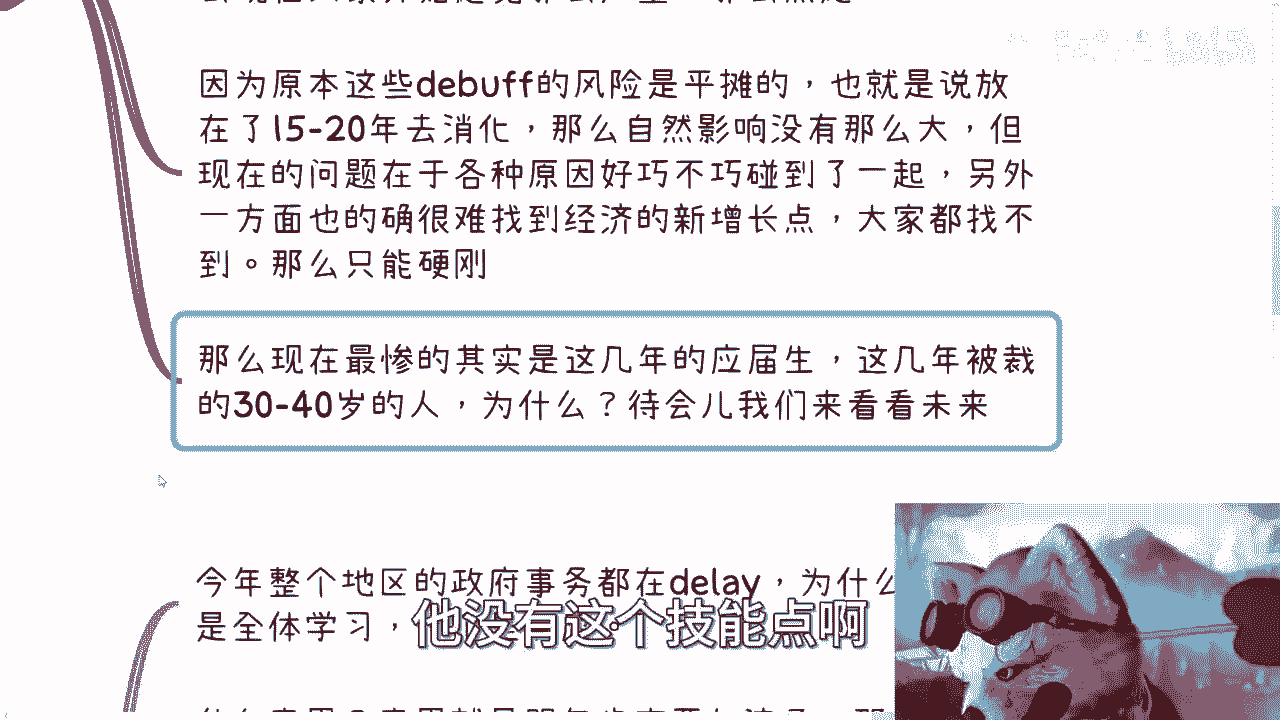 因为原本这些debuff的风险是平摊的，也就是说放
在了15-20年去消化，那么自然影响没有那么大，但
现在的问题在于各种原因好巧不巧碰到了一起，另外
一方面也的确很难找到经济的新增长点，大家都找不
到。那么只能硬刚
那么现在最惨的其实是这几年的应届生，这几年被裁
的30-40岁的人，为什么？待会儿我们来看看未来
今年整个地区的政府事务都在delay，为什么
是全体学习，
他没有这个技能点啊